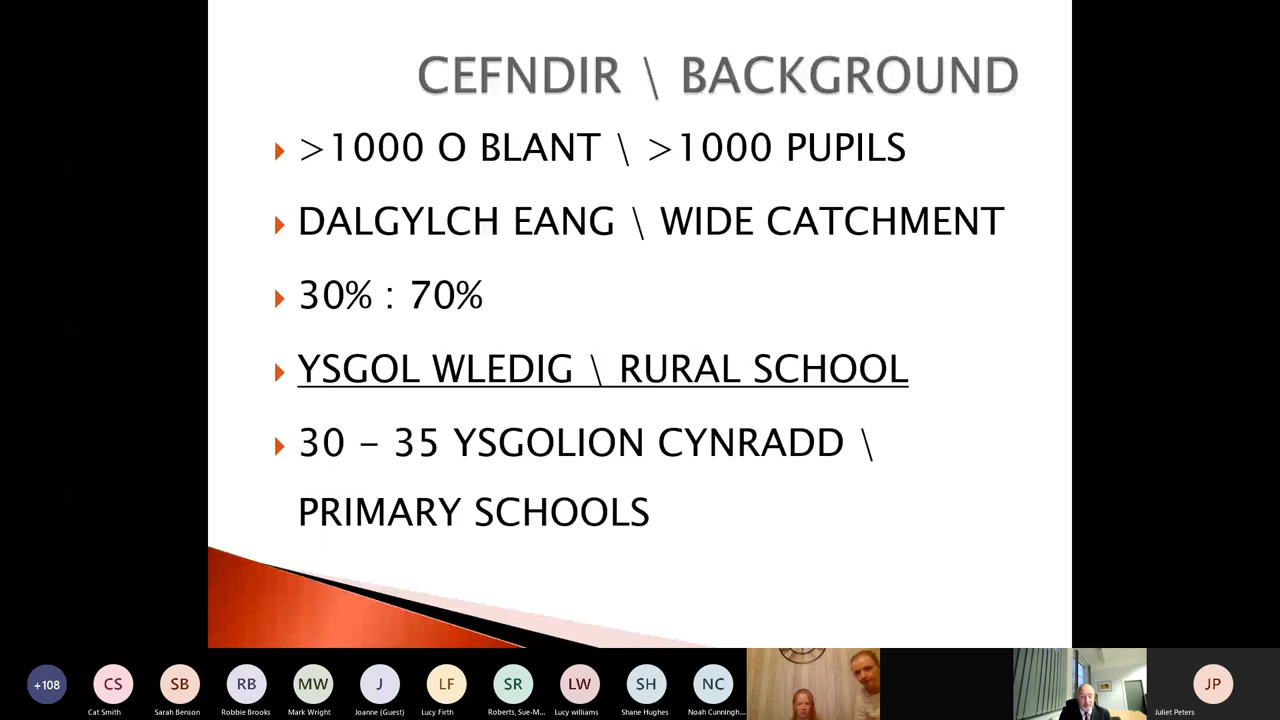 CEFNDIR \ BACKGROUND
>1000 O BLANT \ >1000 PUPILS
DALGYLCH EANG \ WIDE CATCHMENT
30% : 70%
YSGOL WLEDIG \ RURAL SCHOOL
30 - 35 YSGOLION CYNRADD \
PRIMARY SCHOOLS
+108 CS SB RB MW J LF SR LW SH NC JP
Cat Smith Sarah Benson Robbie Brooks Mark Wright Joanne (Guest) Lucy Firth Roberts, Sue-M... Lucy williams Shane Hughes Noah Cunningh... Juliet Peters